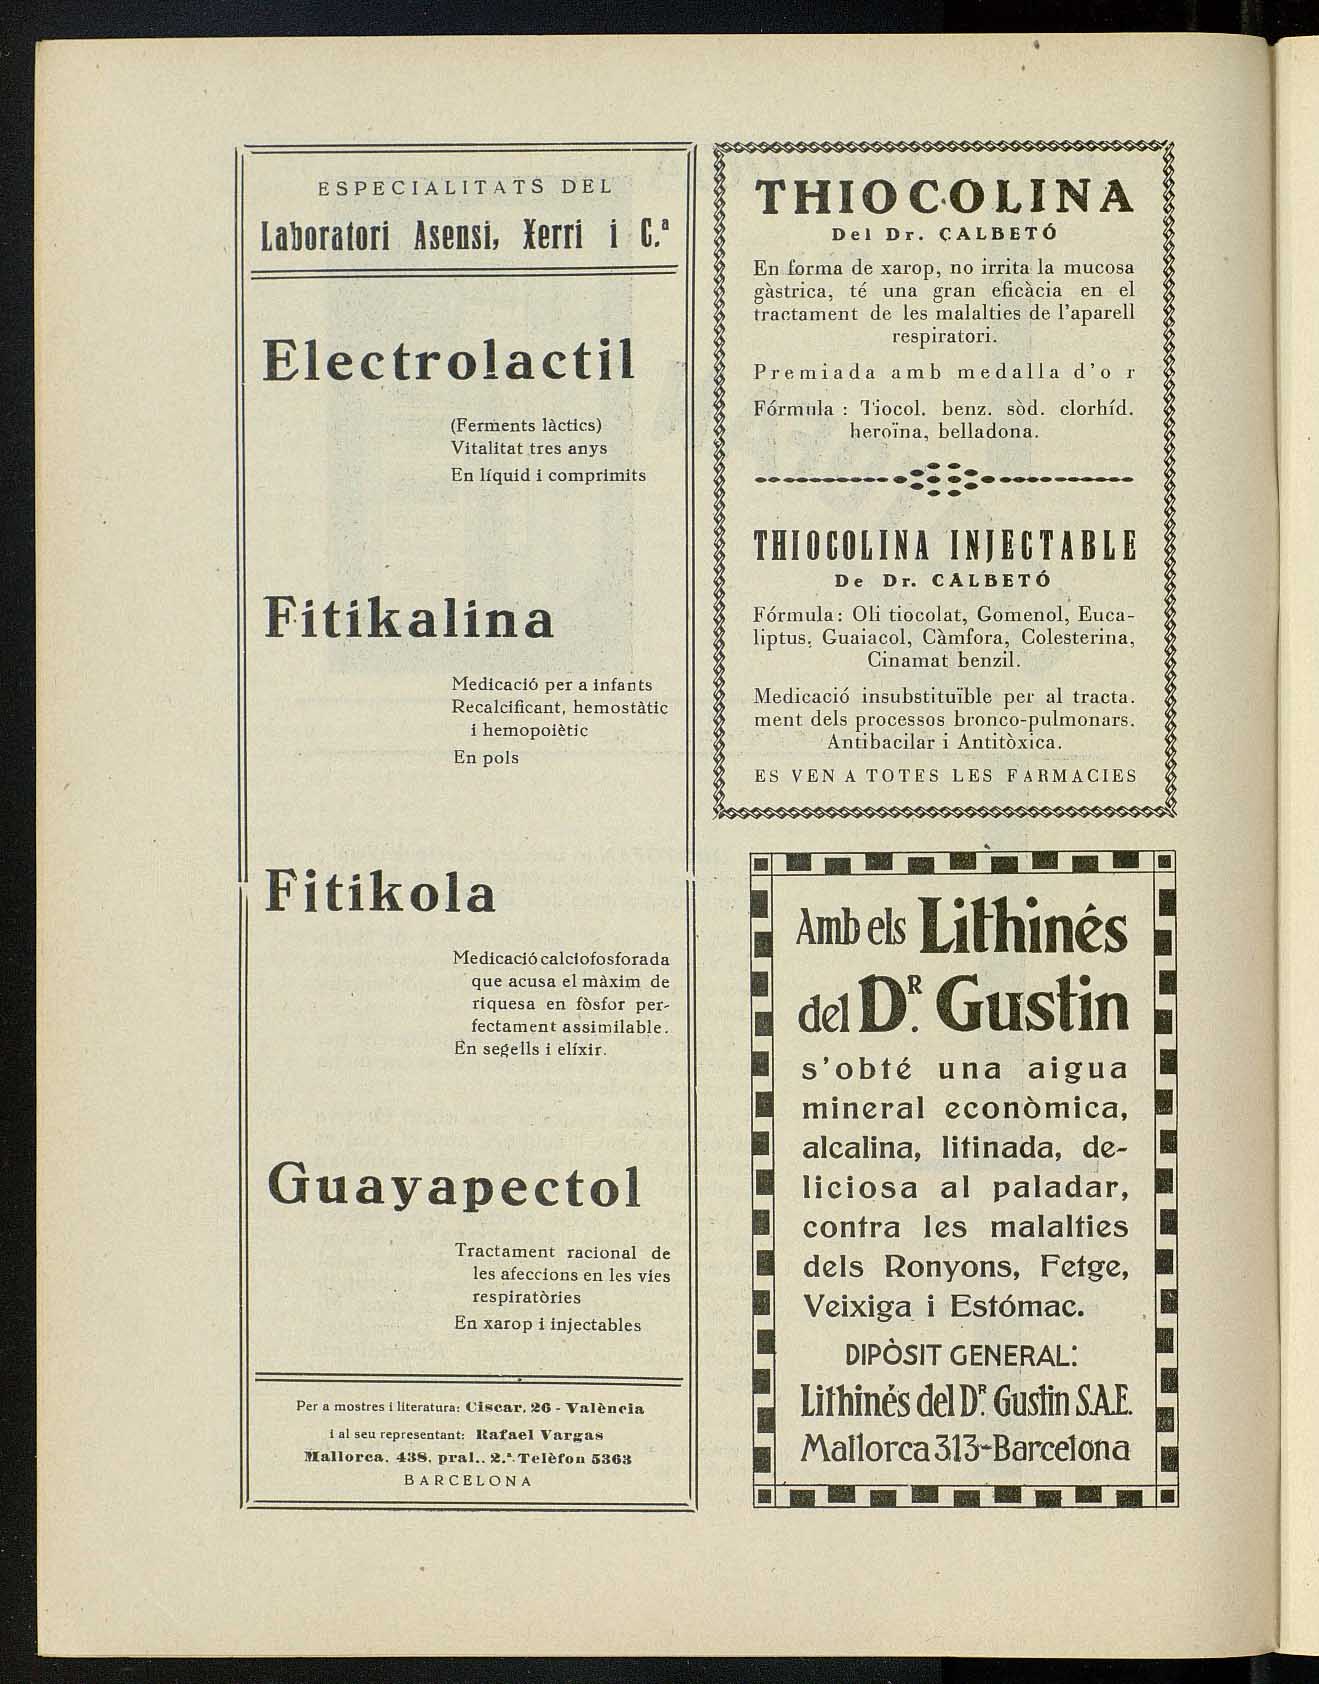 ESPECIALITATS DEL
Laboratori Asensi, Xerri i C.ª
Electrolactil
(Ferments làctics)
Vitalitat tres anys
En líquid i comprimits
Fitikalina
Medicació per a infants
Recalcificant, hemostàtic
i hemopoiètic
En pols
Fitikola
Medicació calciofosforada
que acusa el màxim de
riquesa en fòsfor per-
fectament assimilable.
En segells i elíxir.
Guayapectol
Tractament racional de
les afeccions en les vies
respiratòries
En xarop i injectables
Per a mostres i literatura: Ciscar, 26 - València
i al seu representant: Rafael Vargas
Mallorca, 438, pral., 2.ª-Telèfon 5363
BARCELONA
THIOCOLINA
Del Dr. CALBETÓ
En forma de xarop, no irrita la mucosa
gàstrica, té una gran eficàcia en el
tractament de les malalties de l'aparell
respiratori.
Premiada amb medalla d'or
Fórmula : Tiocol. benz. sòd. clorhíd.
heroïna, belladona.
THIOCOLINA INJECTABLE
De Dr. CALBETÓ
Fórmula: Oli tiocolat, Gomenol, Euca-
liptus, Guaiacol, Càmfora, Colesterina,
Cinamat benzil.
Medicació insubstituïble per al tracta.
ment dels processos bronco-pulmonars.
Antibacilar i Antitòxica.
ES VEN A TOTES LES FARMACIES
Amb els Lithinés
del DR. Gustin
s'obté una aigua
mineral econòmica,
alcalina, litinada, de-
liciosa al paladar,
contra les malalties
dels Ronyons, Fetge,
Veixiga i Estómac.
DIPÒSIT GENERAL:
Lithinés del DR. Gustin S.A.E.
Mallorca 313-Barcelona